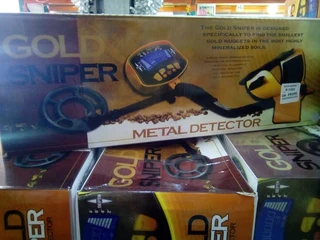 GOLD
SNIPER
THE GOLD SNIPER IS DESIGNED
SPECIFICALLY TO FIND THE SMALLEST
GOLD NUGGETS IN THE MOST HIGHLY
MINERALIZED SOILS.
METAL DETECTOR
GOLD
SNIPER
GOLD
SNIPER